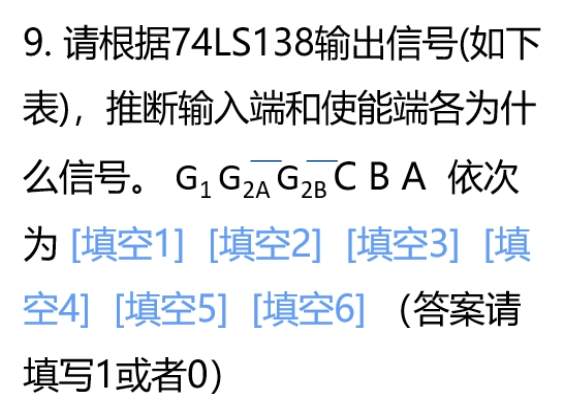 9. 请根据74LS138输出信号(如下
表)，推断输入端和使能端各为什
么信号。 G₁ G₂A G₂B C B A 依次
为 [填空1] [填空2] [填空3] [填
空4] [填空5] [填空6] （答案请
填写1或者0）